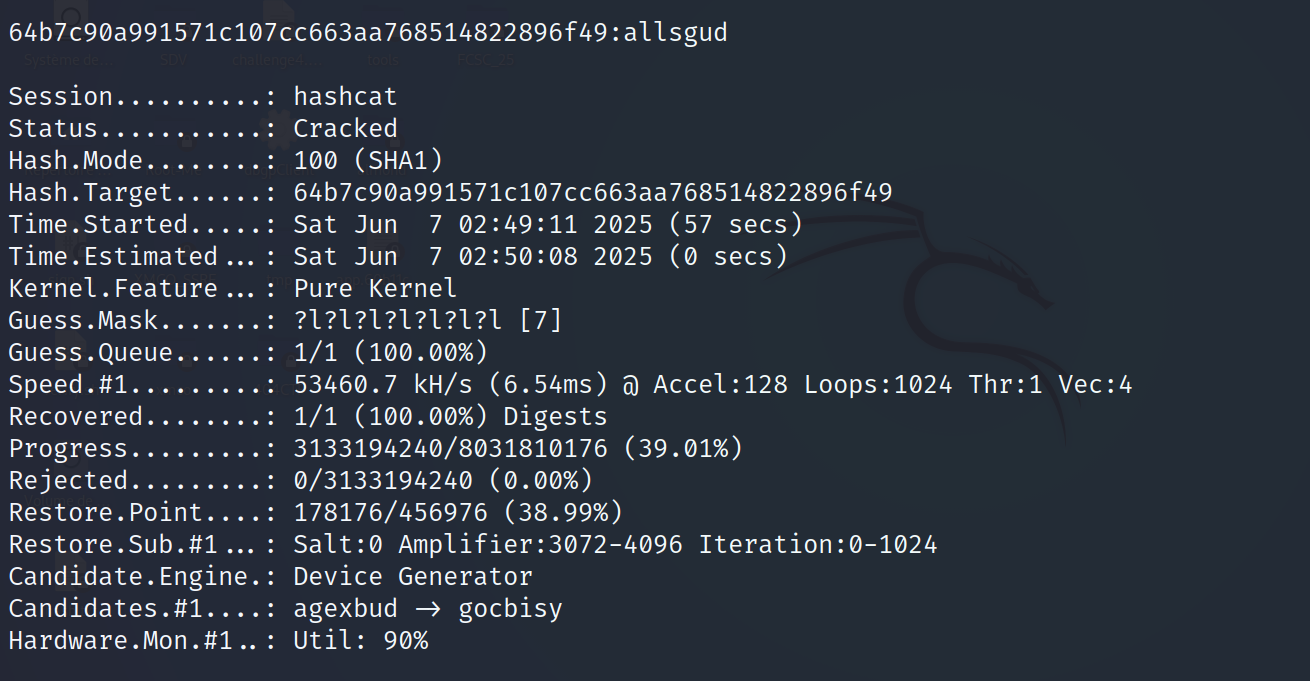 64b7c90a991571c107cc663aa768514822896f49:allsgud
Session..........: hashcat
Status...........: Cracked
Hash.Mode........: 100 (SHA1)
Hash.Target......: 64b7c90a991571c107cc663aa768514822896f49
Time.Started.....: Sat Jun  7 02:49:11 2025 (57 secs)
Time.Estimated...: Sat Jun  7 02:50:08 2025 (0 secs)
Kernel.Feature...: Pure Kernel
Guess.Mask.......: ?l?l?l?l?l?l?l [7]
Guess.Queue......: 1/1 (100.00%)
Speed.#1.........: 53460.7 kH/s (6.54ms) @ Accel:128 Loops:1024 Thr:1 Vec:4
Recovered........: 1/1 (100.00%) Digests
Progress.........: 3133194240/8031810176 (39.01%)
Rejected.........: 0/3133194240 (0.00%)
Restore.Point....: 178176/456976 (38.99%)
Restore.Sub.#1...: Salt:0 Amplifier:3072-4096 Iteration:0-1024
Candidate.Engine.: Device Generator
Candidates.#1....: agexbud -> gocbisy
Hardware.Mon.#1..: Util: 90%